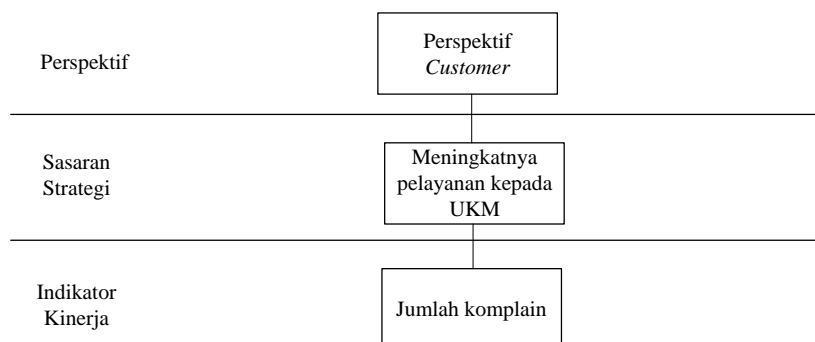 Perspektif
Perspektif
Customer
Sasaran
Strategi
Meningkatnya
pelayanan kepada
UKM
Indikator
Kinerja
Jumlah komplain